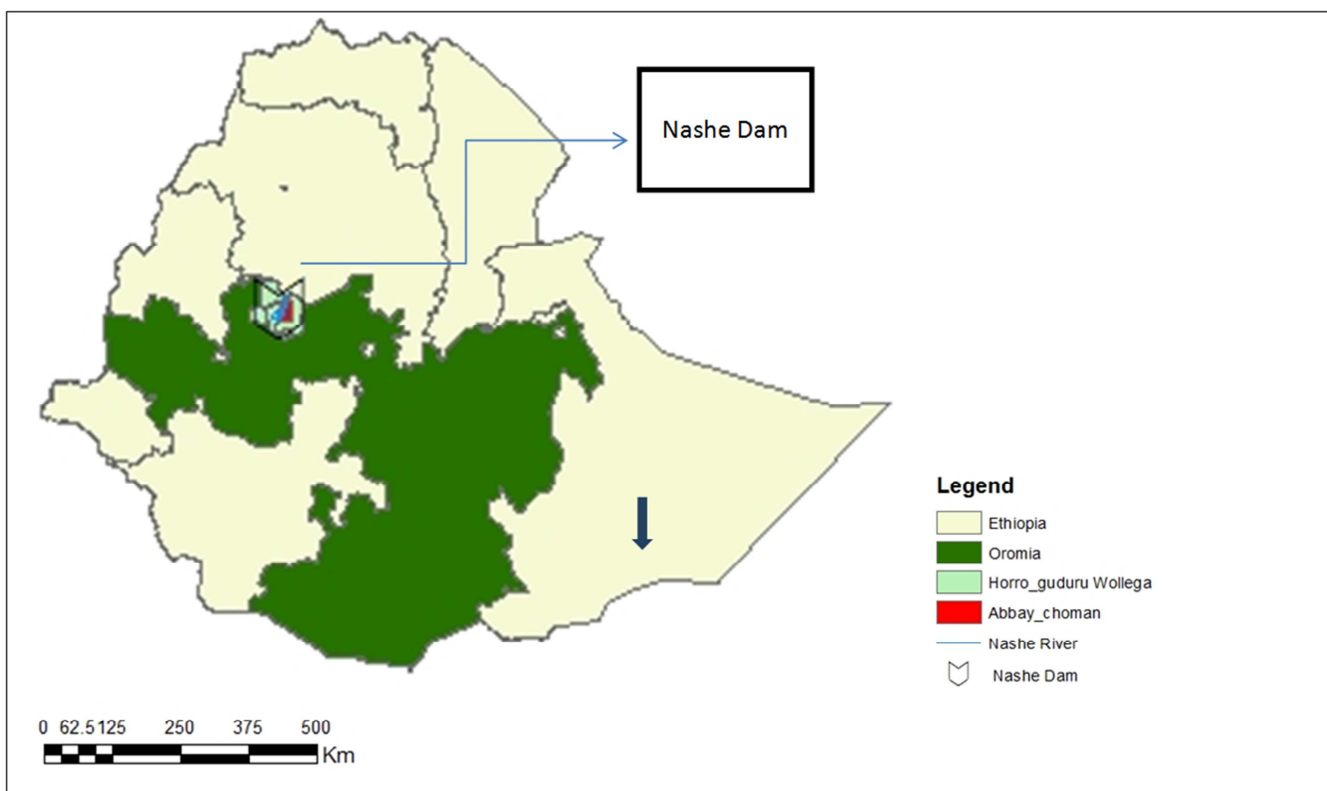 Nashe Dam
Legend
Ethiopia
Oromia
Horro_guduru Wollega
Abbay_choman
Nashe River
Nashe Dam
0 62.5 125 250 375 500
Km